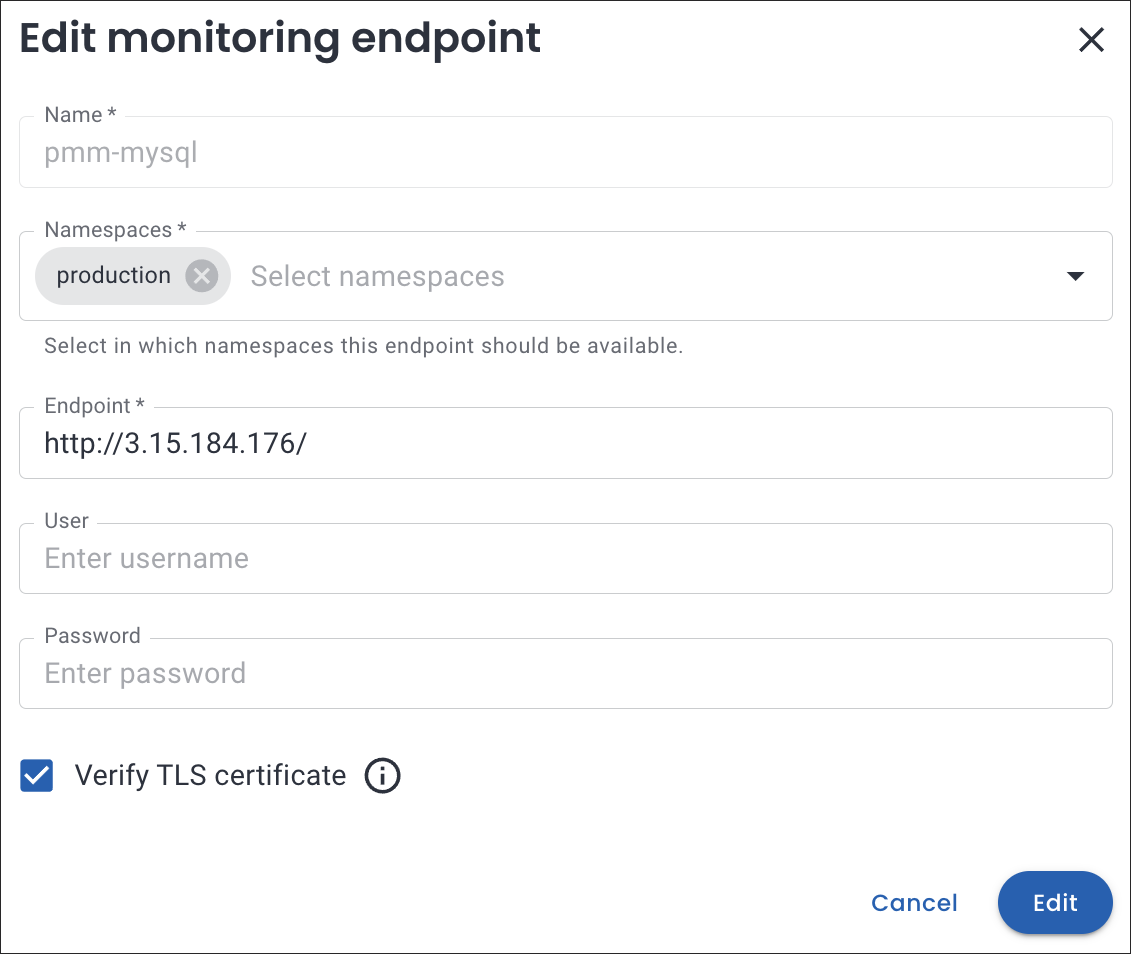 Edit monitoring endpoint
Name *
pmm-mysql
Namespaces *
production Select namespaces
Select in which namespaces this endpoint should be available.
Endpoint *
http://3.15.184.176/
User
Enter username
Password
Enter password
Verify TLS certificate
Cancel Edit